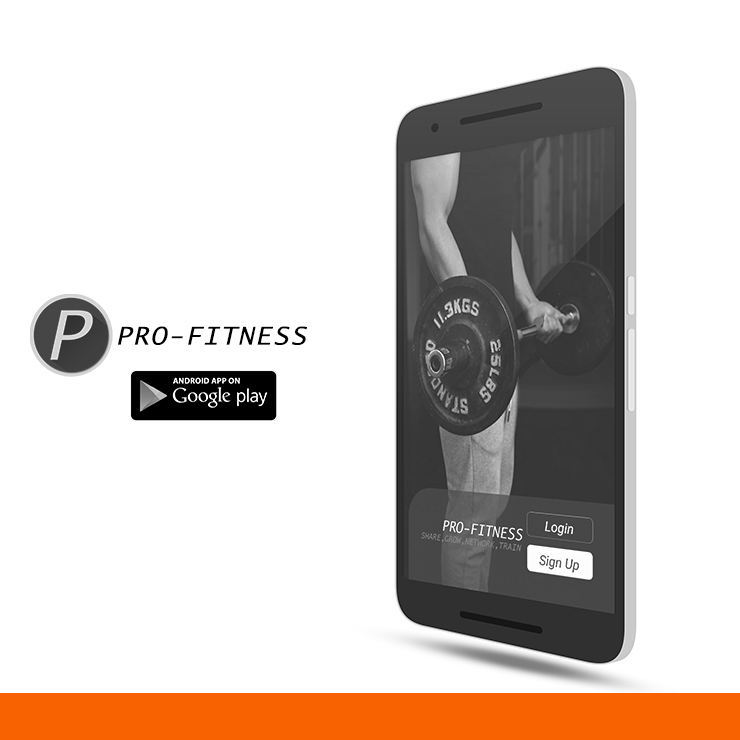 P
PRO-FITNESS
ANDROID APP ON
Google play
11.3KGS
25LBS
STANDARD
PRO-FITNESS
SHARE,GROW,NETWORK,TRAIN
Login
Sign Up